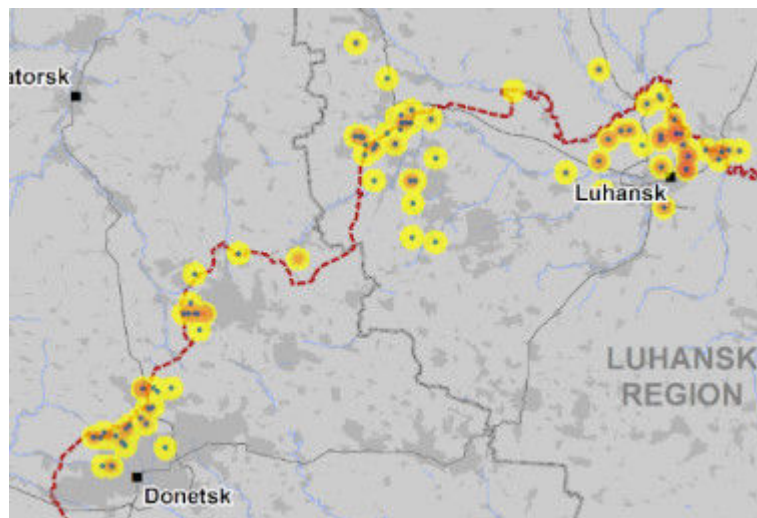 atorsk
Luhansk
LUHANSK
REGION
Donetsk